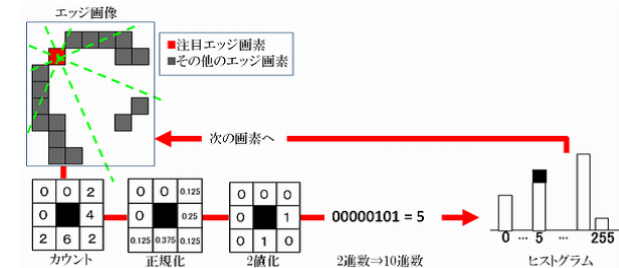 エッジ画像
■注目エッジ画素
■その他のエッジ画素
次の画素へ
0 0 2
0 4
2 6 2
カウント
0 0 0.125
0 0.25
0.125 0.375 0.125
正規化
0 0 0
0 1
0 1 0
2値化
00000101 = 5
2進数⇒10進数
0 … 5 … 255
ヒストグラム